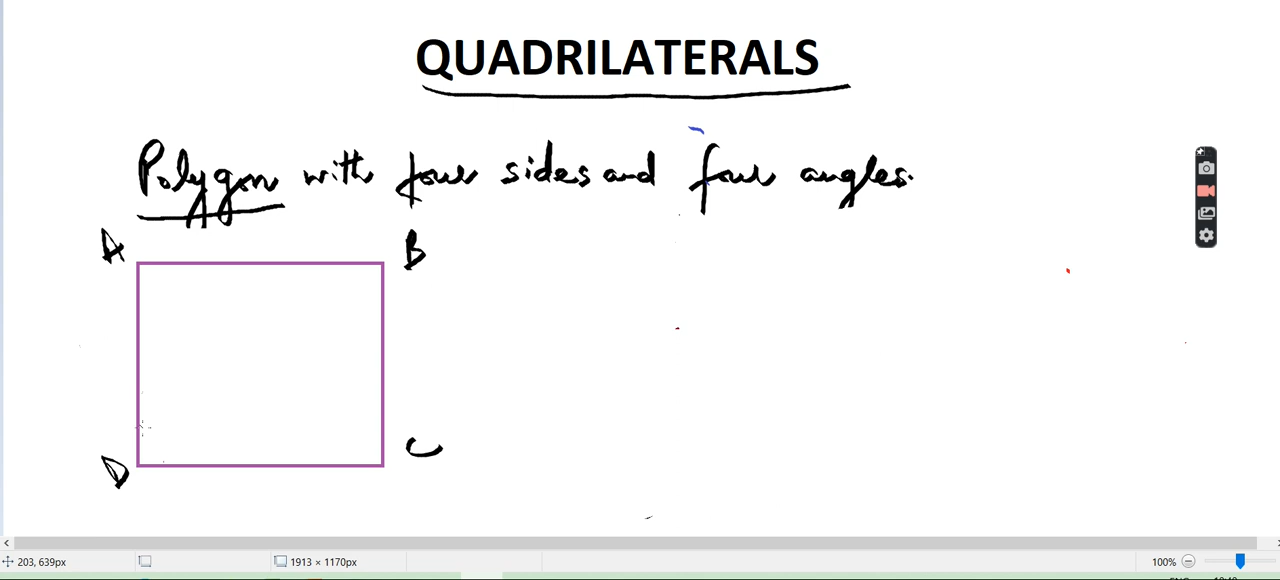 QUADRILATERALS
Polygon with four sides and four angles.
A B
D C
203, 639px 1913 × 1170px 100%